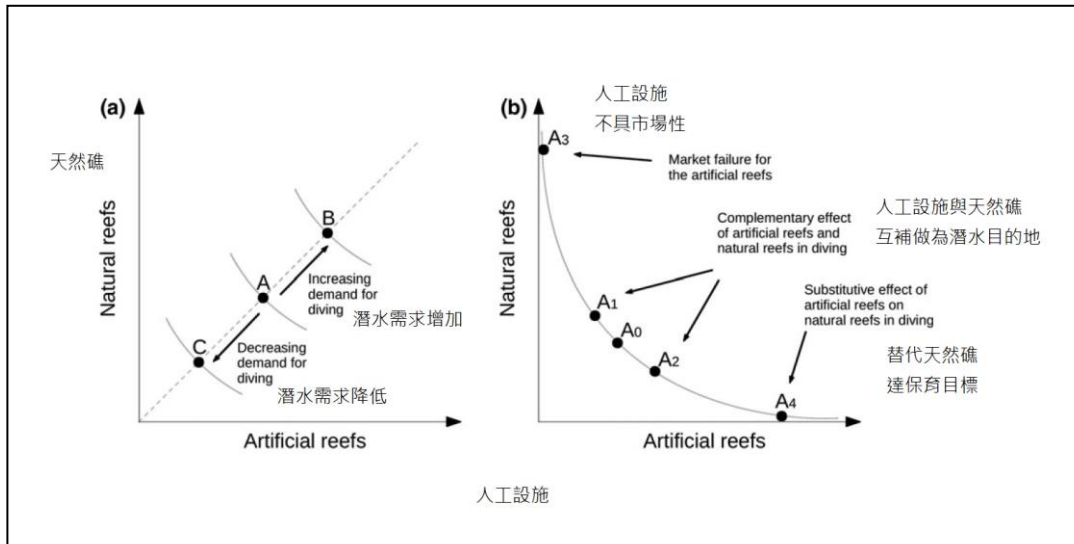 (a)
天然礁
Natural reefs
B
A
Increasing
demand for
diving
潛水需求增加
C
Decreasing
demand for
diving
潛水需求降低
Artificial reefs
(b)
人工設施
不具市場性
A3
Market failure for
the artificial reefs
Natural reefs
Complementary effect
of artificial reefs and
natural reefs in diving
人工設施與天然礁
互補做為潛水目的地
A1
A0
A2
Substitutive effect of
artificial reefs on
natural reefs in diving
替代天然礁
達保育目標
A4
Artificial reefs
人工設施